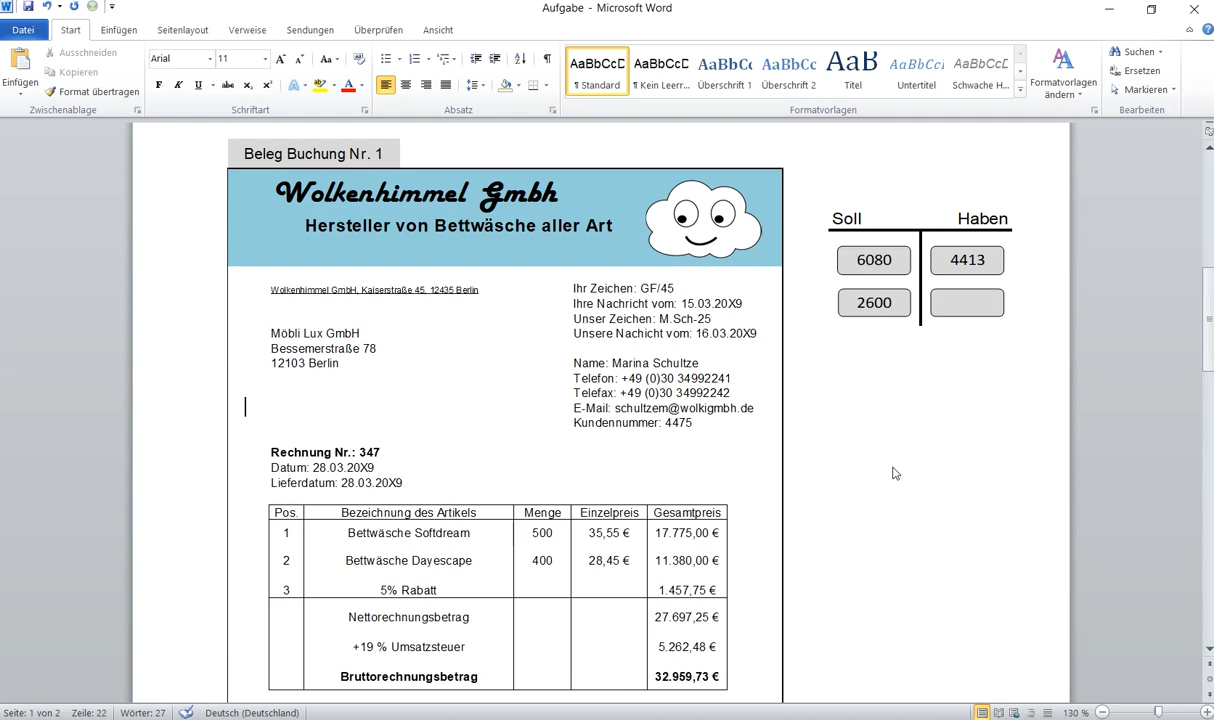 Aufgabe - Microsoft Word
Datei Start Einfügen Seitenlayout Verweise Sendungen Überprüfen Ansicht
Einfügen
Ausschneiden
Kopieren
Format übertragen
Zwischenablage
Arial 11
F K U abc x₂ x²
Schriftart
Absatz
AaBbCcD AaBbCcD AaBbCc AaBbCc AaB AaBbCcI AaBbCcD
¶ Standard ¶ Kein Leerr... Überschrift 1 Überschrift 2 Titel Untertitel Schwache H...
Formatvorlagen ändern
Formatvorlagen
Suchen
Ersetzen
Markieren
Bearbeiten
Beleg Buchung Nr. 1
Wolkenhimmel Gmbh
Hersteller von Bettwäsche aller Art
Wolkenhimmel GmbH, Kaiserstraße 45, 12435 Berlin
Möbli Lux GmbH
Bessemerstraße 78
12103 Berlin
Ihr Zeichen: GF/45
Ihre Nachricht vom: 15.03.20X9
Unser Zeichen: M.Sch-25
Unsere Nachicht vom: 16.03.20X9
Name: Marina Schultze
Telefon: +49 (0)30 34992241
Telefax: +49 (0)30 34992242
E-Mail: schultzem@wolkigmbh.de
Kundennummer: 4475
Rechnung Nr.: 347
Datum: 28.03.20X9
Lieferdatum: 28.03.20X9
Pos. Bezeichnung des Artikels Menge Einzelpreis Gesamtpreis
1 Bettwäsche Softdream 500 35,55 € 17.775,00 €
2 Bettwäsche Dayescape 400 28,45 € 11.380,00 €
3 5% Rabatt 1.457,75 €
Nettorechnungsbetrag 27.697,25 €
+19 % Umsatzsteuer 5.262,48 €
Bruttorechnungsbetrag 32.959,73 €
Soll Haben
6080 4413
2600
Seite: 1 von 2 Zeile: 22 Wörter: 27 Deutsch (Deutschland) 130 %